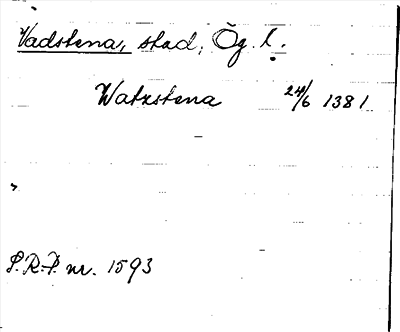 Vadstena, stad, Ög. l.
Watzstena 24/6 1381
S.R.P. nr. 1593